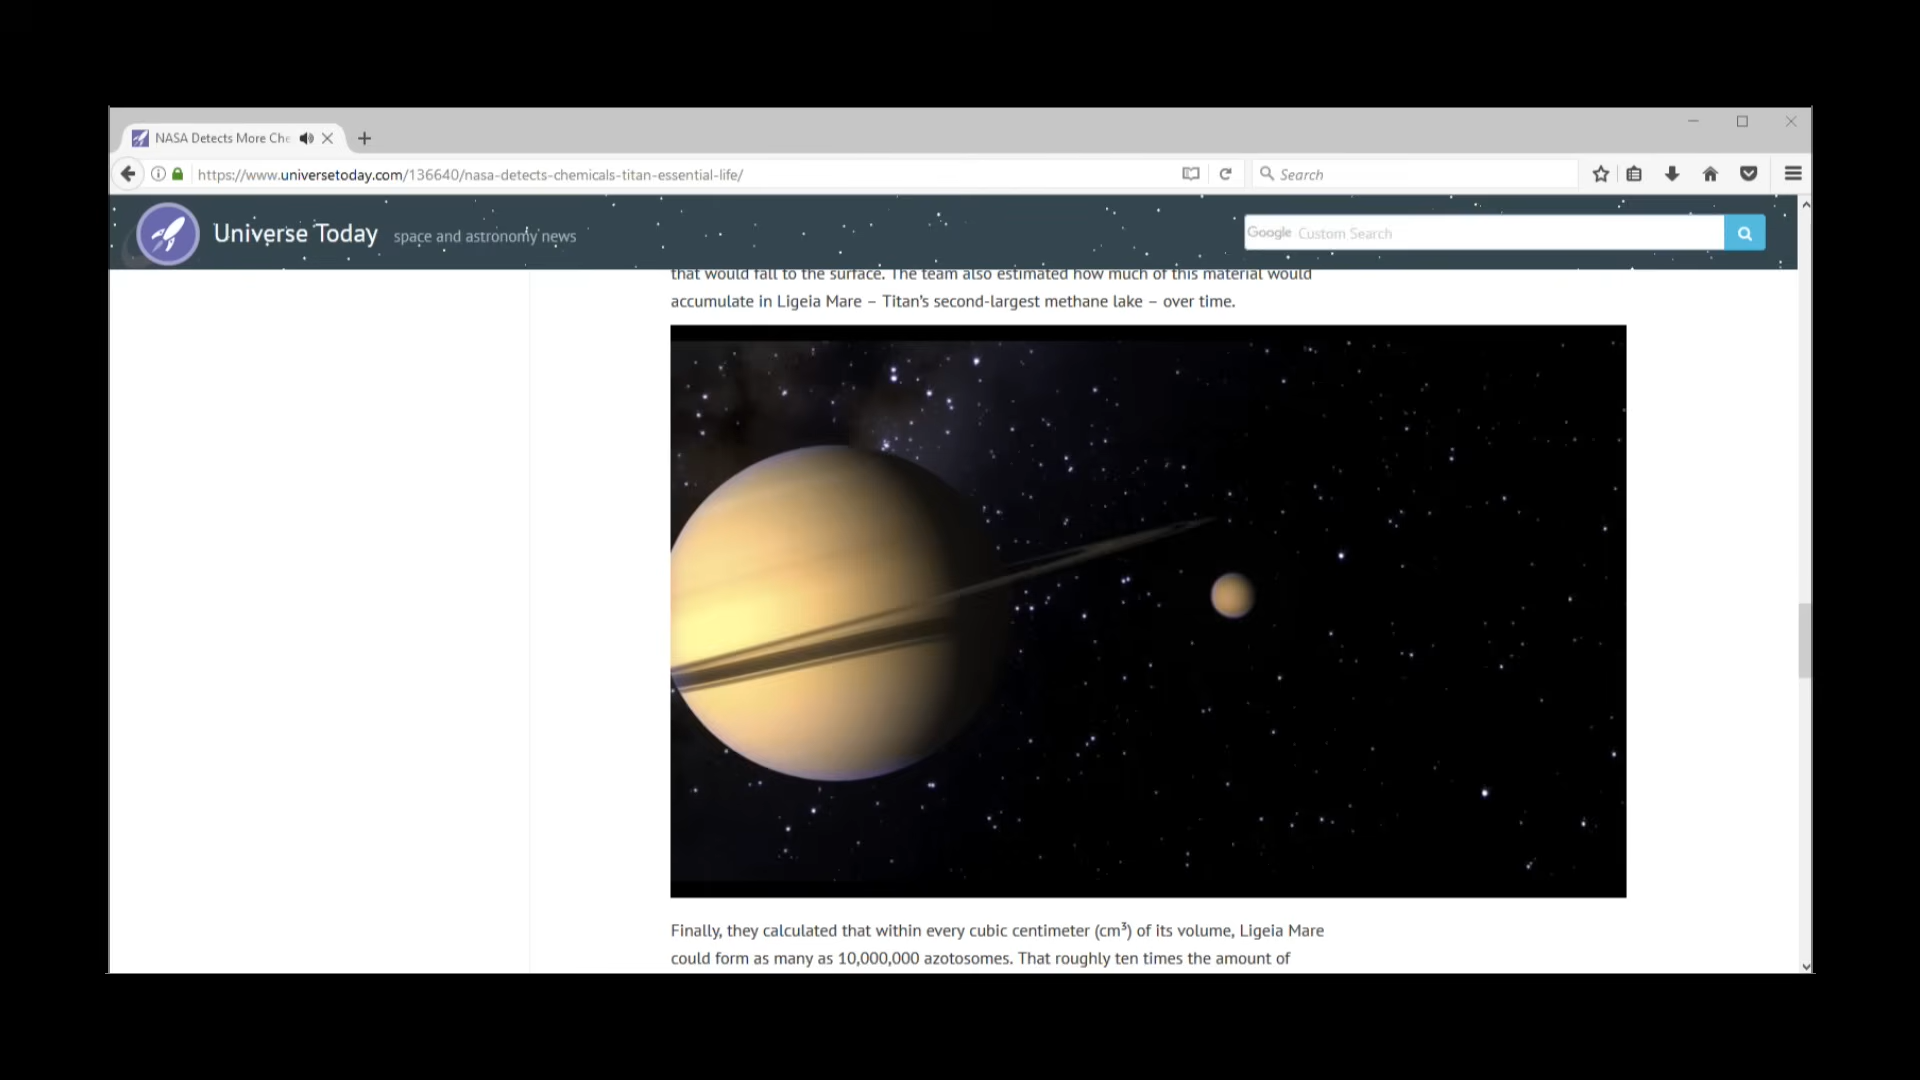 NASA Detects More Che
https://www.universetoday.com/136640/nasa-detects-chemicals-titan-essential-life/
Search
Universe Today
space and astronomy news
Google Custom Search
that would fall to the surface. The team also estimated how much of this material would
accumulate in Ligeia Mare – Titan's second-largest methane lake – over time.
Finally, they calculated that within every cubic centimeter (cm³) of its volume, Ligeia Mare
could form as many as 10,000,000 azotosomes. That roughly ten times the amount of